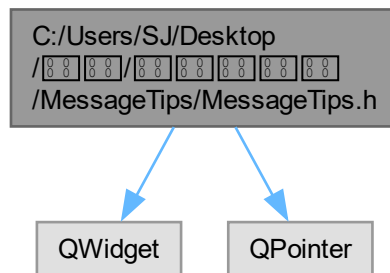 C:/Users/SJ/Desktop
/
/MessageTips/MessageTips.h
QWidget
QPointer